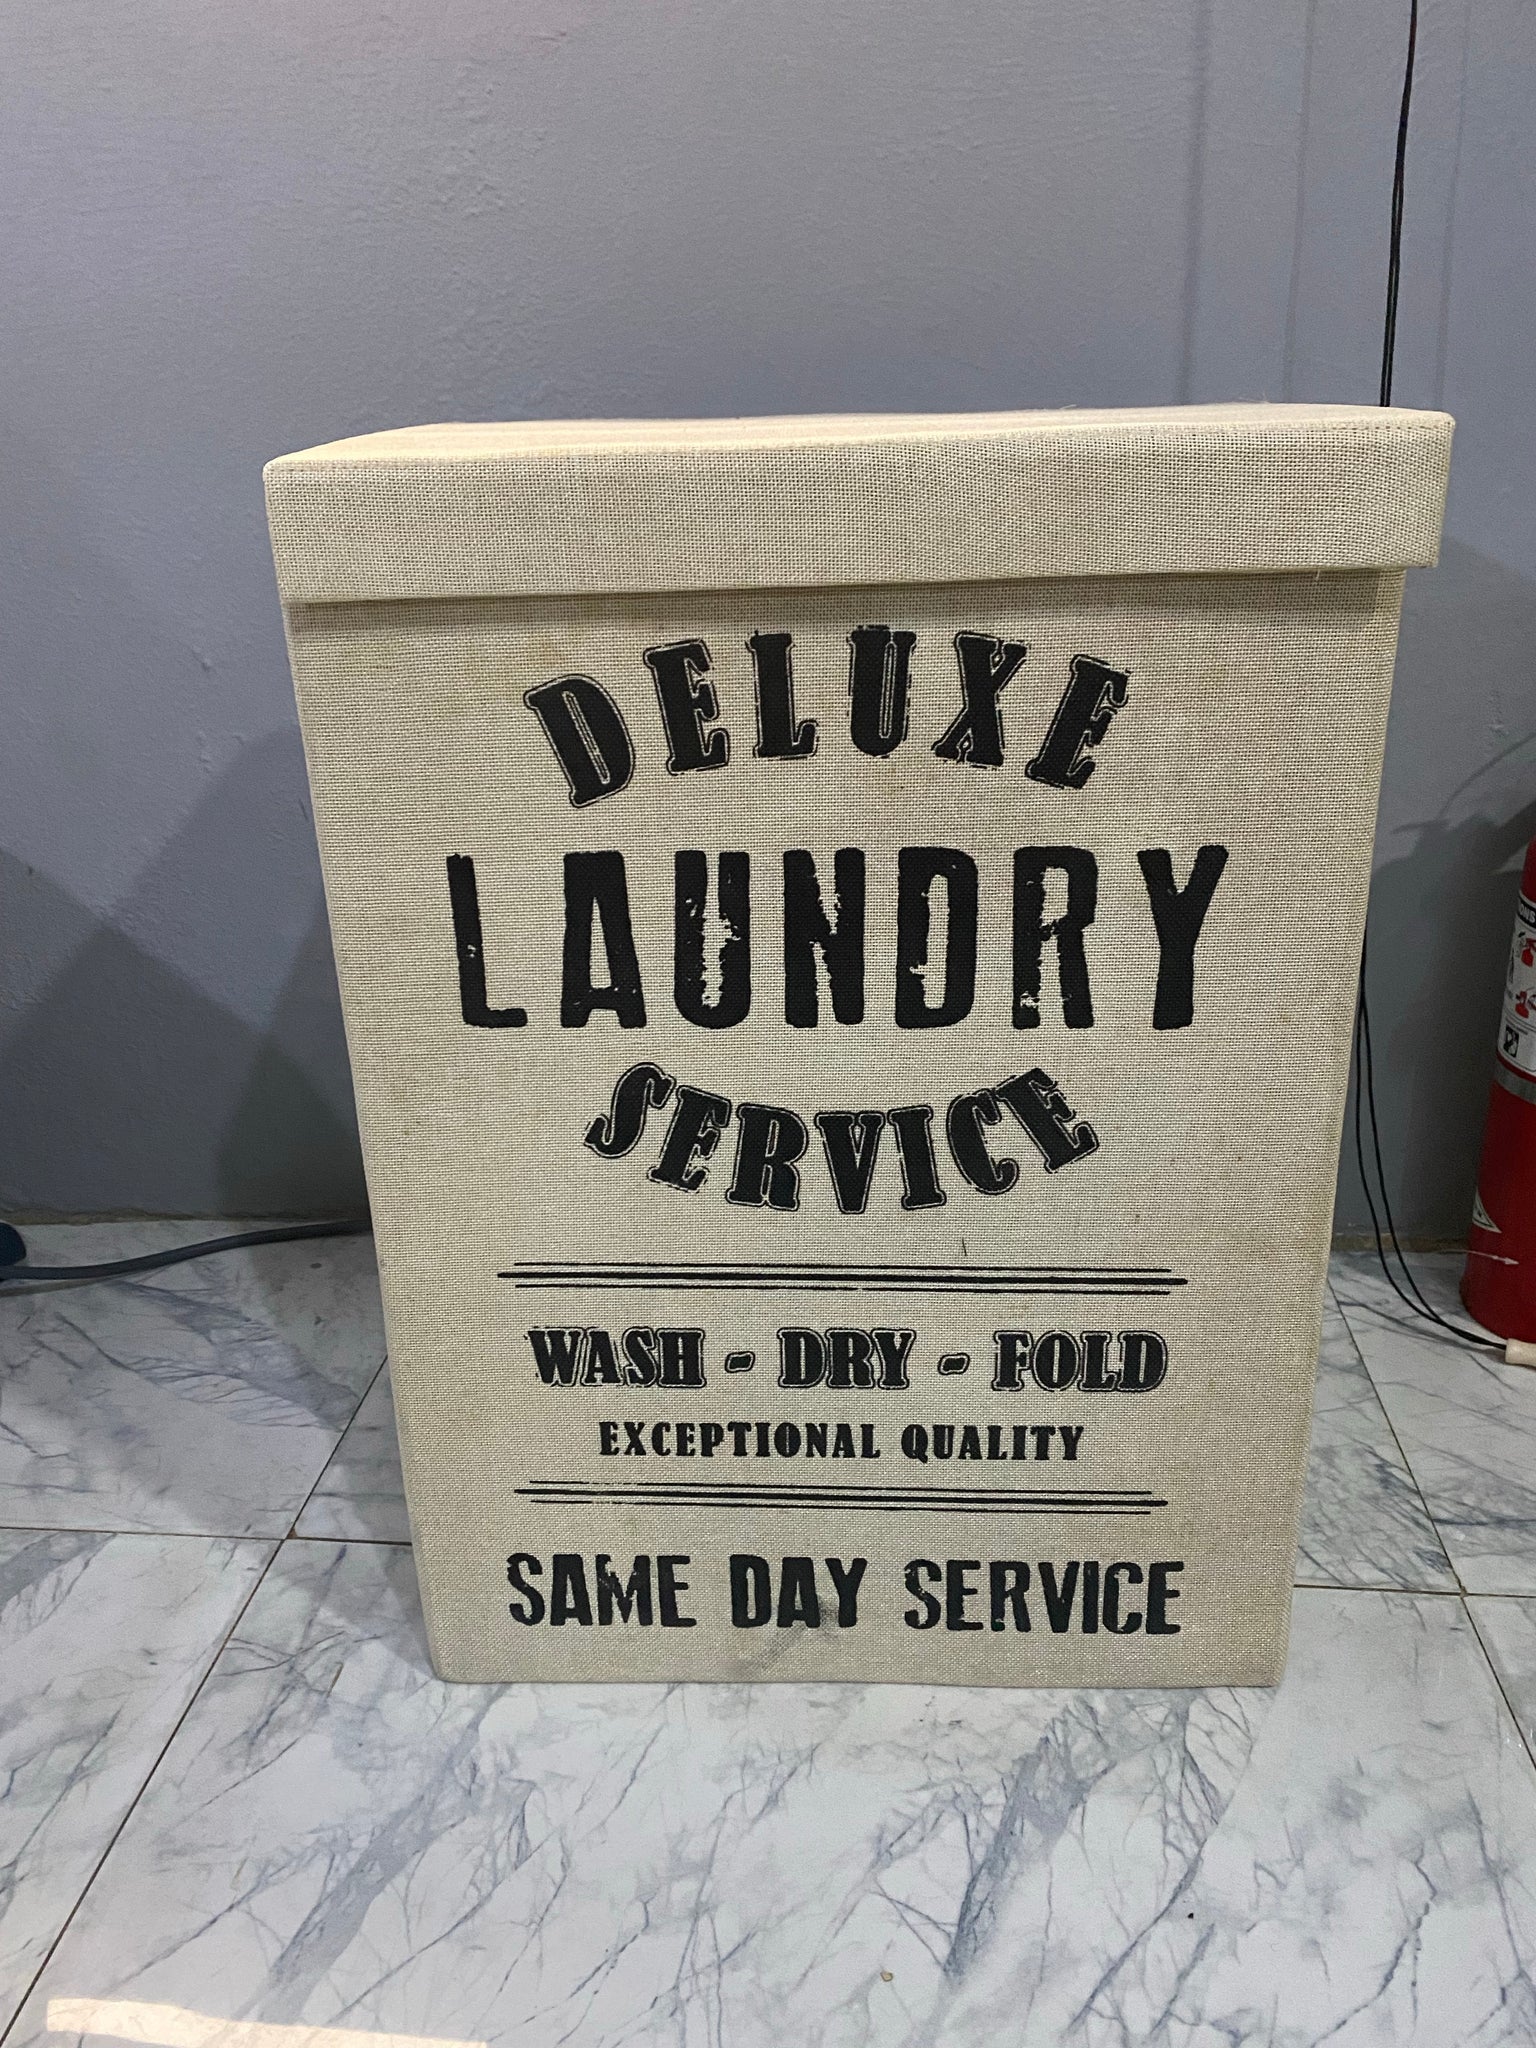 DELUXE
LAUNDRY
SERVICE
WASH - DRY - FOLD
EXCEPTIONAL QUALITY
SAME DAY SERVICE